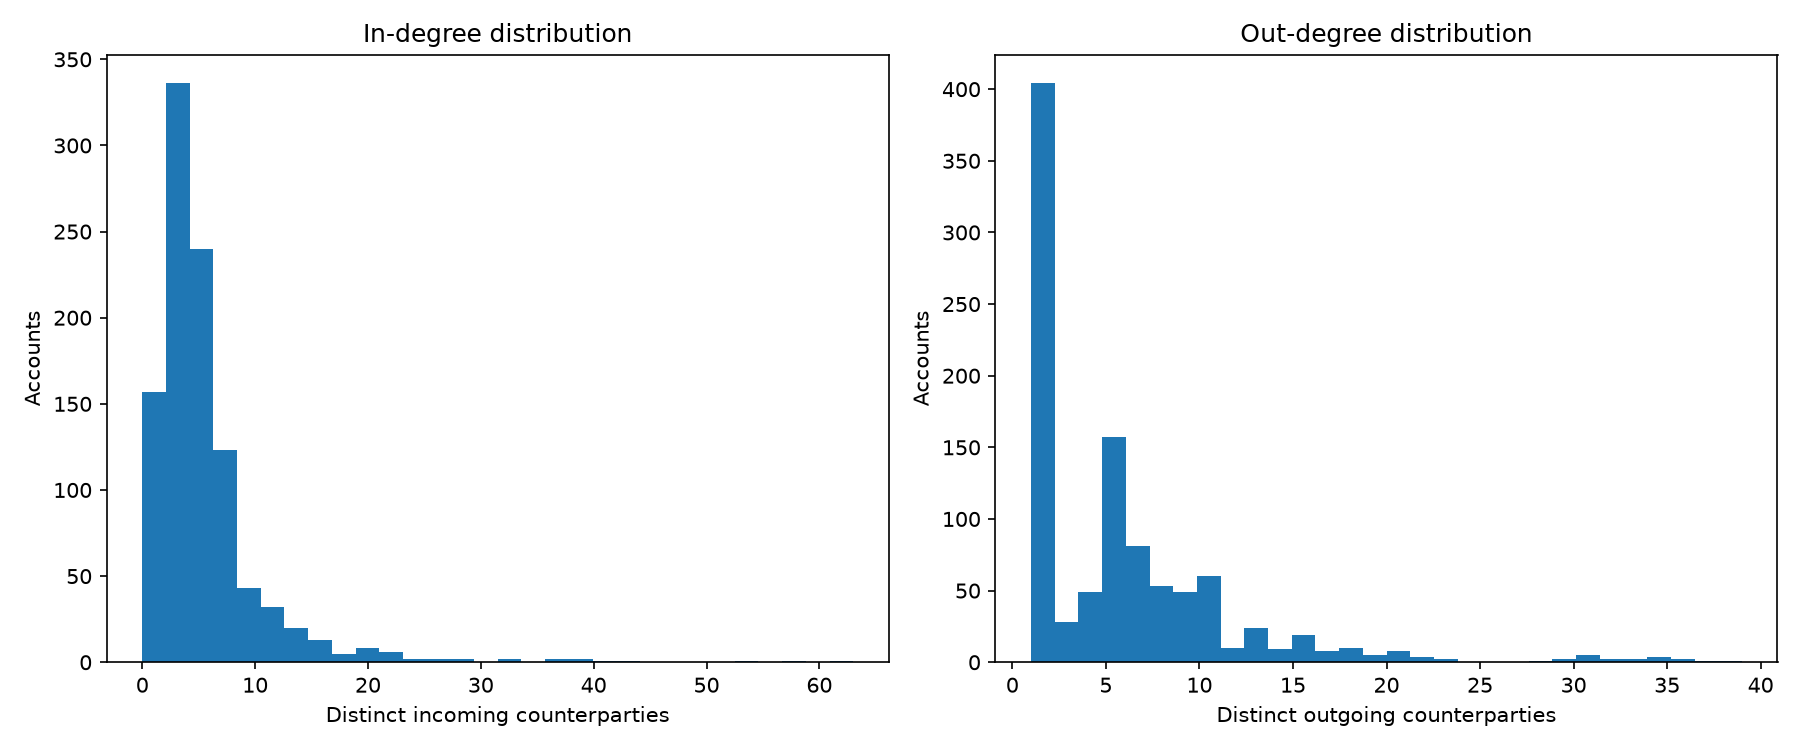 In-degree distribution
350
300
250
200
150
100
50
0
Accounts
0 10 20 30 40 50 60
Distinct incoming counterparties
Out-degree distribution
400
350
300
250
200
150
100
50
0
Accounts
0 5 10 15 20 25 30 35 40
Distinct outgoing counterparties